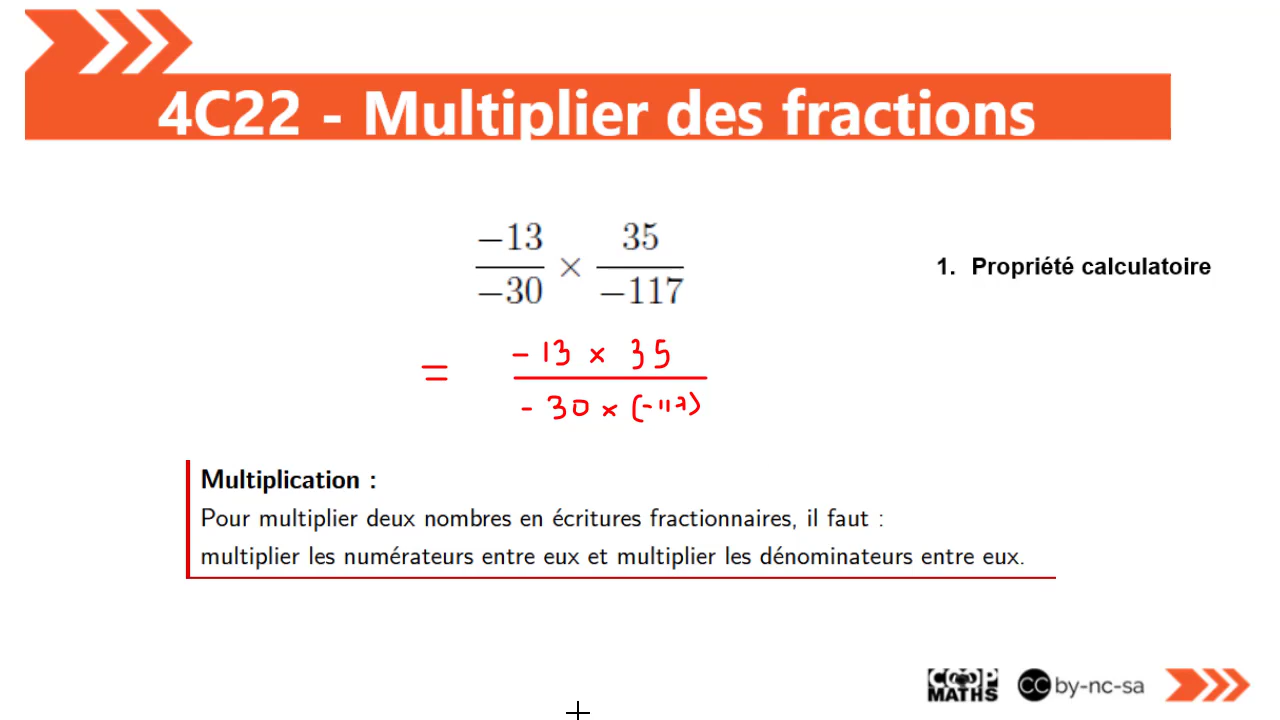 4C22 - Multiplier des fractions
−13/−30 × 35/−117
1. Propriété calculatoire
= −13 × 35 / −30 × (−117)
Multiplication :
Pour multiplier deux nombres en écritures fractionnaires, il faut :
multiplier les numérateurs entre eux et multiplier les dénominateurs entre eux.
COOP
MATHS
cc by-nc-sa